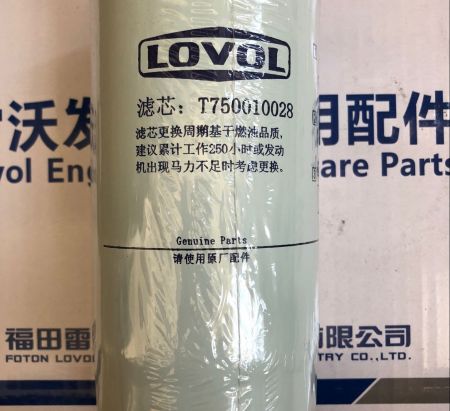 LOVOL
滤芯：T750010028
滤芯更换周期基于燃油品质，
建议累计工作250小时或发动
机出现马力不足时考虑更换。
Genuine Parts
请使用原厂配件
沃发
用配件
vol Eng
are Parts
福田雷
有限公司
FOTON LOVOL
TRY CO.,LTD.